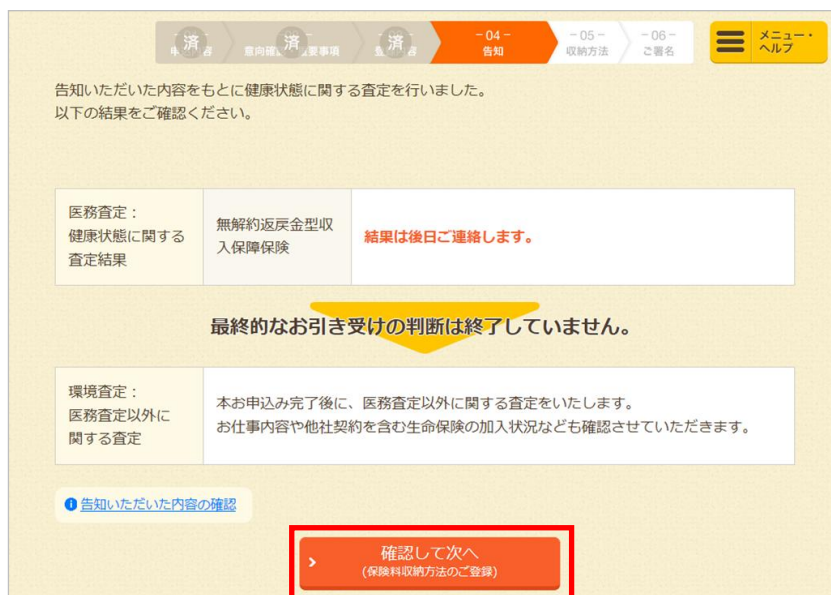 済
済
済
-04-
告知
-05-
収納方法
-06-
ご署名
メニュー・
ヘルプ
告知いただいた内容をもとに健康状態に関する査定を行いました。
以下の結果をご確認ください。
医務査定：
健康状態に関する
査定結果
無解約返戻金型収
入保障保険
結果は後日ご連絡します。
最終的なお引き受けの判断は終了していません。
環境査定：
医務査定以外に
関する査定
本お申込み完了後に、医務査定以外に関する査定をいたします。
お仕事内容や他社契約を含む生命保険の加入状況なども確認させていただきます。
告知いただいた内容の確認
確認して次へ
(保険料収納方法のご登録)